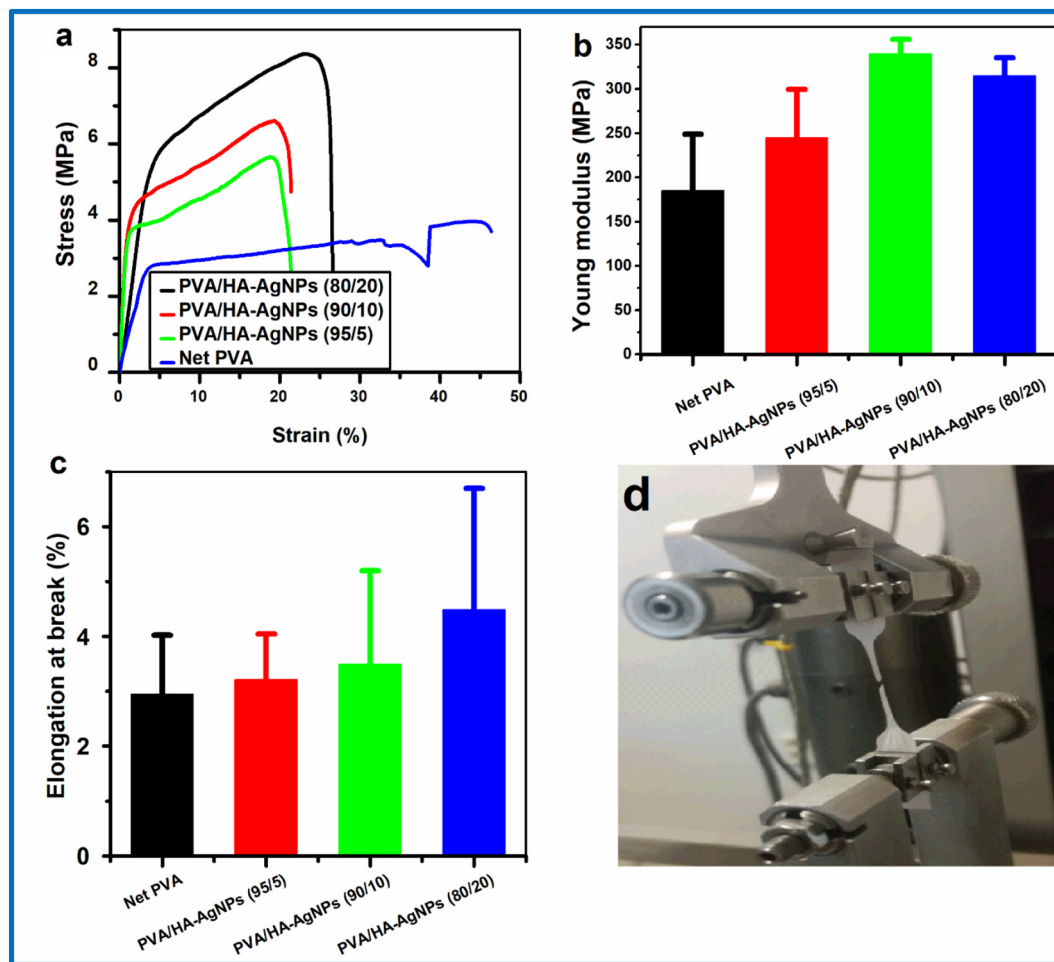 a
Stress (MPa)
8
6
4
2
0
PVA/HA-AgNPs (80/20)
PVA/HA-AgNPs (90/10)
PVA/HA-AgNPs (95/5)
Net PVA
0 10 20 30 40 50
Strain (%)
b
Young modulus (MPa)
350
300
250
200
150
100
50
0
Net PVA
PVA/HA-AgNPs (95/5)
PVA/HA-AgNPs (90/10)
PVA/HA-AgNPs (80/20)
c
Elongation at break (%)
6
4
2
0
Net PVA
PVA/HA-AgNPs (95/5)
PVA/HA-AgNPs (90/10)
PVA/HA-AgNPs (80/20)
d